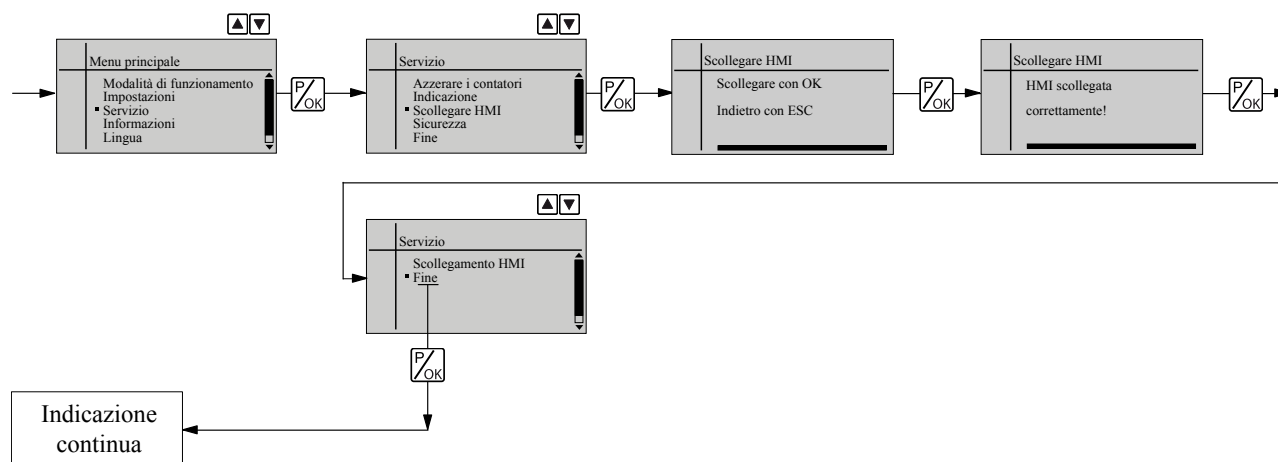 Menu principale
Modalità di funzionamento
Impostazioni
Servizio
Informazioni
Lingua
P/OK
Servizio
Azzerare i contatori
Indicazione
Scollegare HMI
Sicurezza
Fine
P/OK
Scollegare HMI
Scollegare con OK
Indietro con ESC
P/OK
Scollegare HMI
HMI scollegata
correttamente!
P/OK
Servizio
Scollegamento HMI
Fine
P/OK
Indicazione
continua